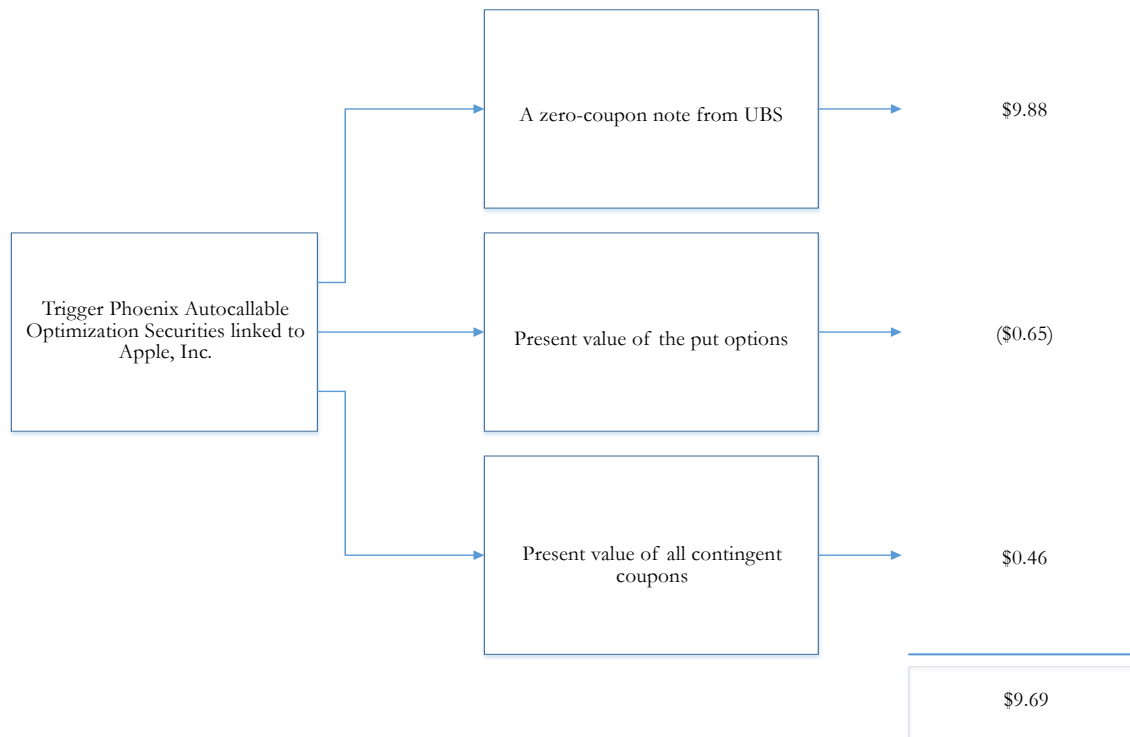 A zero-coupon note from UBS
$9.88
Trigger Phoenix Autocallable
Optimization Securities linked to
Apple, Inc.
Present value of the put options
($0.65)
Present value of all contingent
coupons
$0.46
$9.69